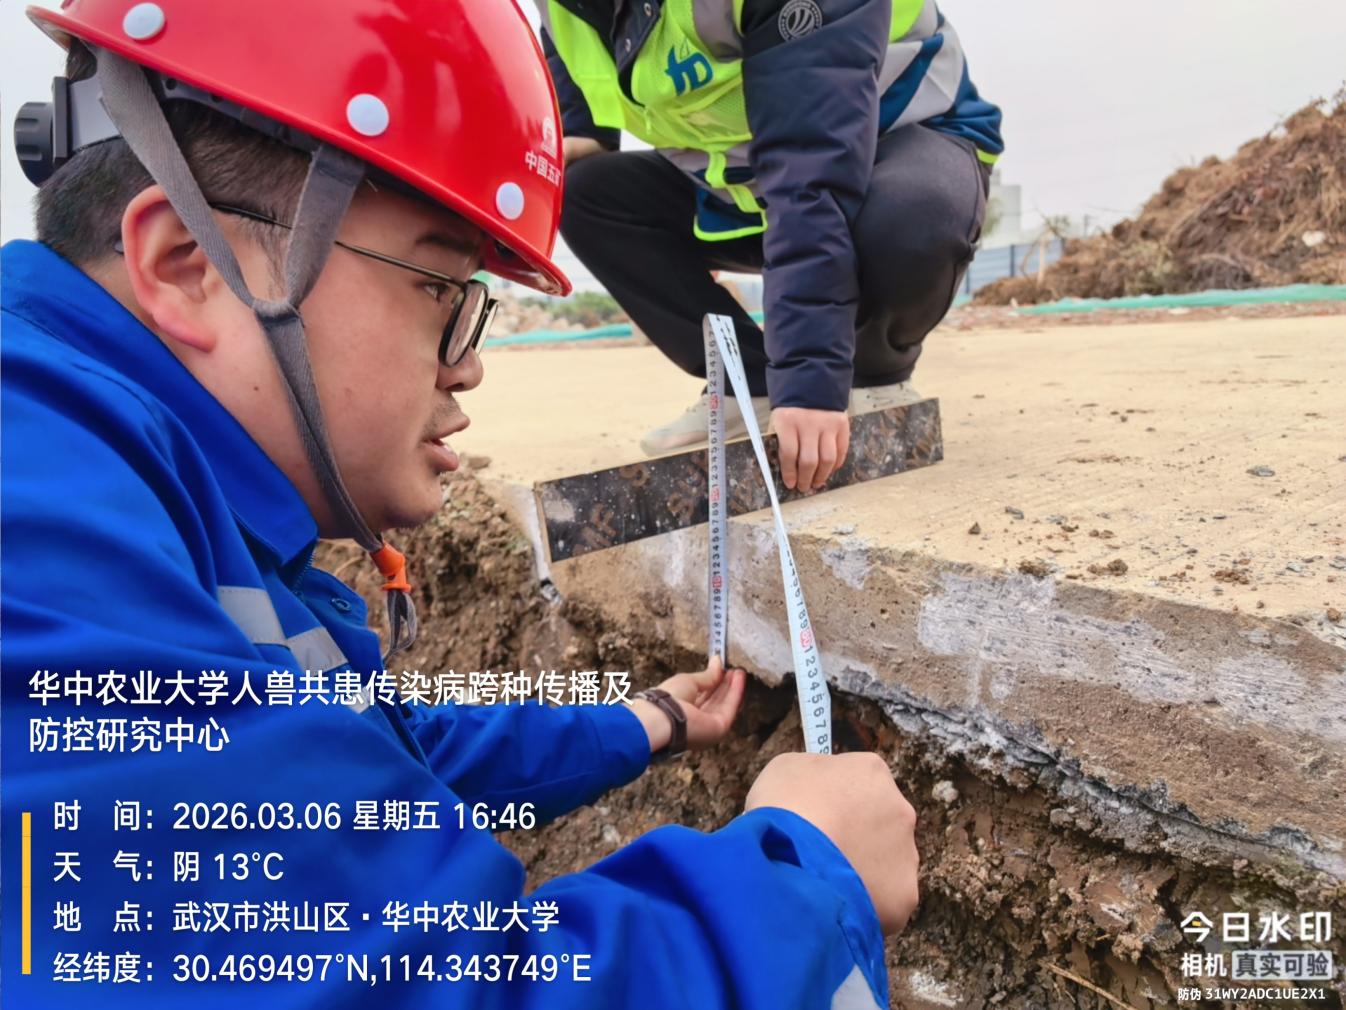 中国五矿
华中农业大学人兽共患传染病跨种传播及
防控研究中心
时 间：2026.03.06 星期五 16:46
天 气：阴 13°C
地 点：武汉市洪山区·华中农业大学
经纬度：30.469497°N,114.343749°E
今日水印
相机 真实可验
防伪 31WY2ADC1UE2X1